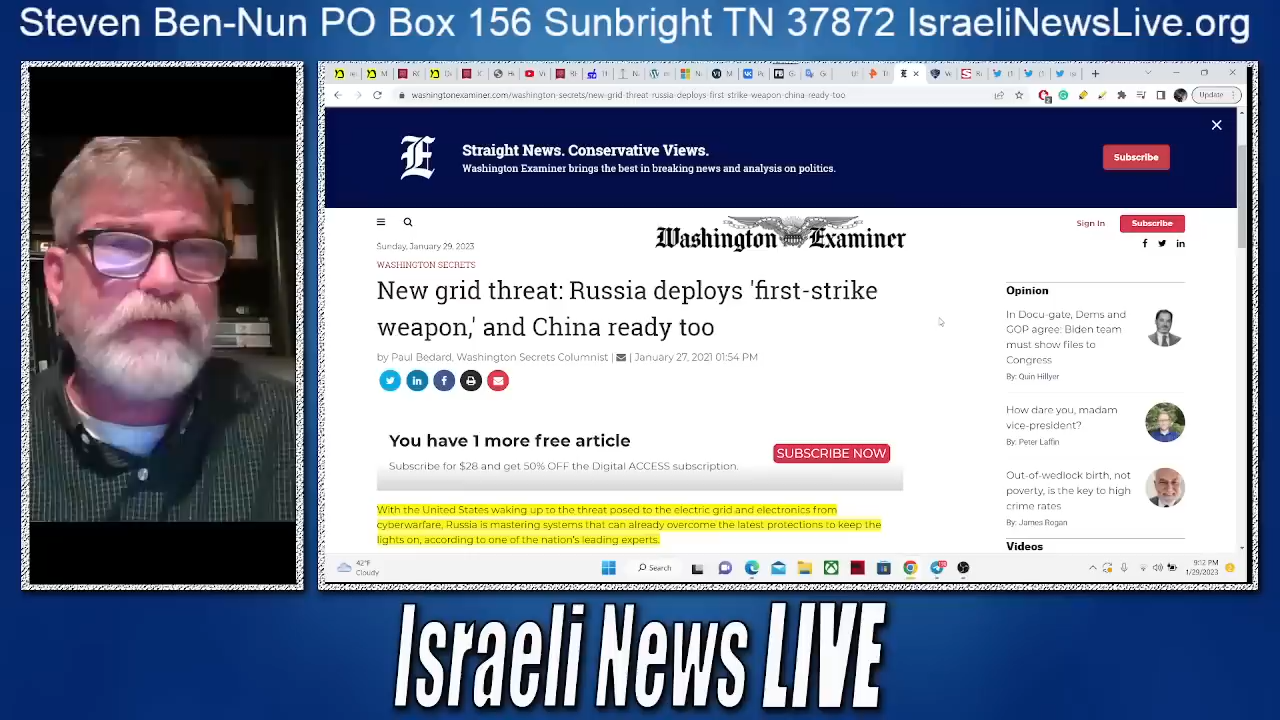 Steven Ben-Nun PO Box 156 Sunbright TN 37872 IsraeliNewsLive.org
washingtonexaminer.com/washington-secrets/new-grid-threat-russia-deploys-first-strike-weapon-china-ready-too
Update
Straight News. Conservative Views.
Washington Examiner brings the best in breaking news and analysis on politics.
Subscribe
Washington Examiner
Sign In
Subscribe
Sunday, January 29, 2023
WASHINGTON SECRETS
New grid threat: Russia deploys 'first-strike
weapon,' and China ready too
by Paul Bedard, Washington Secrets Columnist | | January 27, 2021 01:54 PM
You have 1 more free article
Subscribe for $28 and get 50% OFF the Digital ACCESS subscription.
SUBSCRIBE NOW
With the United States waking up to the threat posed to the electric grid and electronics from
cyberwarfare, Russia is mastering systems that can already overcome the latest protections to keep the
lights on, according to one of the nation's leading experts.
Opinion
In Docu-gate, Dems and
GOP agree: Biden team
must show files to
Congress
By: Quin Hillyer
How dare you, madam
vice-president?
By: Peter Laffin
Out-of-wedlock birth, not
poverty, is the key to high
crime rates
By: James Rogan
Videos
42°F
Cloudy
Search
9:12 PM
1/29/2023
Israeli News LIVE